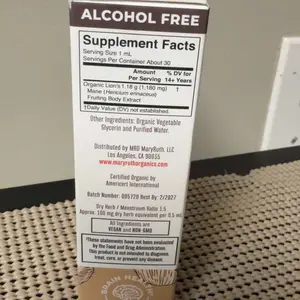 ALCOHOL FREE
Supplement Facts
Serving Size 1 mL
Servings Per Container About 30
Amount % DV for
Per Serving 14+ Years
Organic Lion's 1.18 g (1,180 mg) †
Mane (Hericium erinaceus)
Fruiting Body Extract
†Daily Value (DV) not established.
Other Ingredients: Organic Vegetable
Glycerin and Purified Water.
Distributed by MRO MaryRuth, LLC
Los Angeles, CA 90035
www.maryruthorganics.com
Certified Organic by
Americert International
Batch Number: Best By: 2/2027
Dry Herb / Menstruum Ratio 1:5
Approx. 100 mg dry herb equivalent per 0.5 ml
All Ingredients are
VEGAN and NON-GMO
*These statements have not been evaluated by
the Food and Drug Administration.
This product is not intended to diagnose,
treat, cure, or prevent any disease.
BRAIN